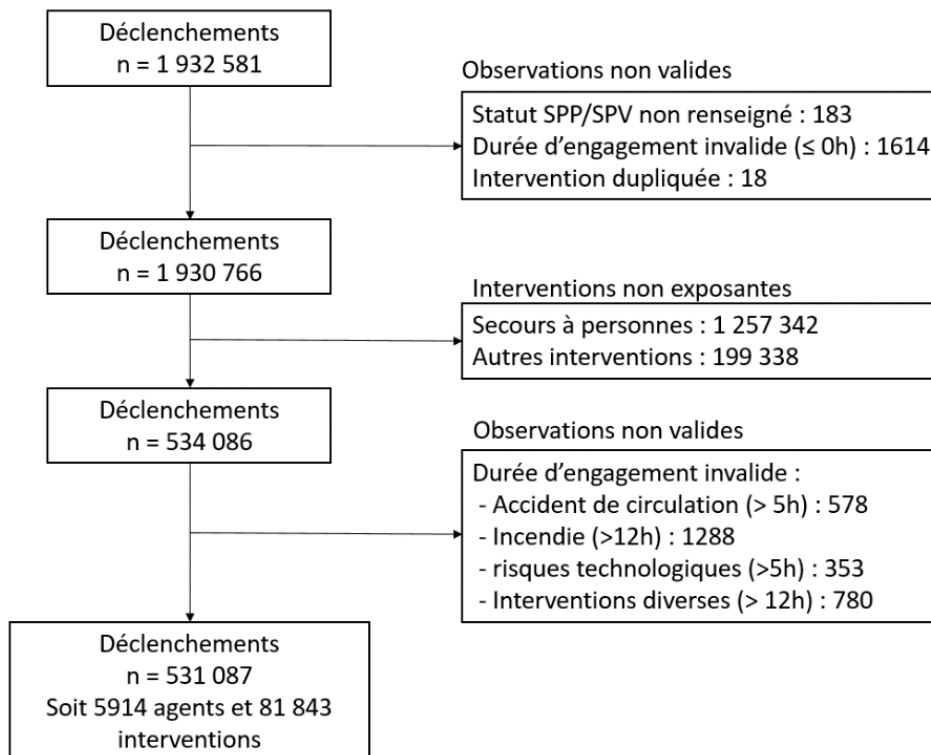 Déclenchements
n = 1 932 581
Observations non valides
Statut SPP/SPV non renseigné : 183
Durée d’engagement invalide (≤ 0h) : 1614
Intervention dupliquée : 18
Déclenchements
n = 1 930 766
Interventions non exposantes
Secours à personnes : 1 257 342
Autres interventions : 199 338
Déclenchements
n = 534 086
Observations non valides
Durée d’engagement invalide :
- Accident de circulation (> 5h) : 578
- Incendie (>12h) : 1288
- risques technologiques (>5h) : 353
- Interventions diverses (> 12h) : 780
Déclenchements
n = 531 087
Soit 5914 agents et 81 843
interventions